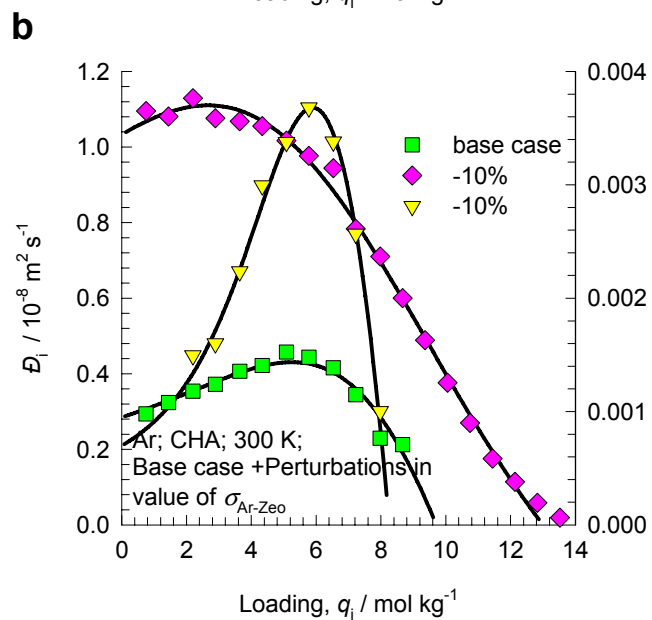 b
1.2
1.0
0.8
0.6
0.4
0.2
0.0
0.004
0.003
0.002
0.001
0.000
base case
-10%
-10%
Đᵢ / 10⁻⁸ m² s⁻¹
Ar; CHA; 300 K;
Base case +Perturbations in
value of σ_Ar-Zeo
0 2 4 6 8 10 12 14
Loading, qᵢ / mol kg⁻¹